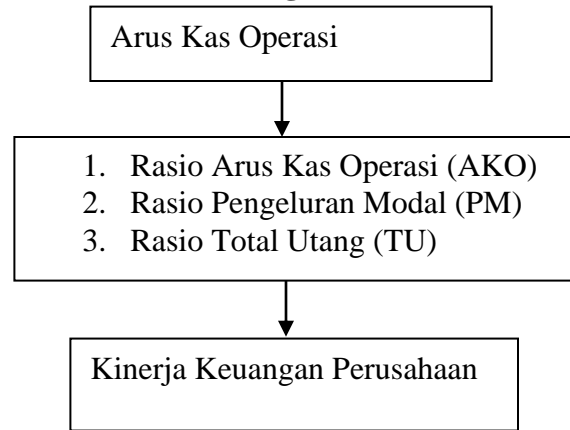 Arus Kas Operasi
1. Rasio Arus Kas Operasi (AKO)
2. Rasio Pengeluran Modal (PM)
3. Rasio Total Utang (TU)
Kinerja Keuangan Perusahaan